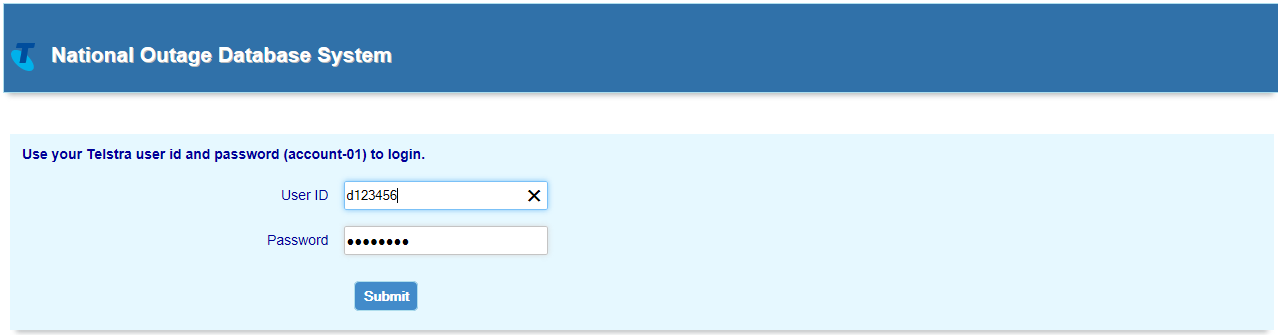 National Outage Database System
Use your Telstra user id and password (account-01) to login.
User ID d123456
Password ••••••••
Submit